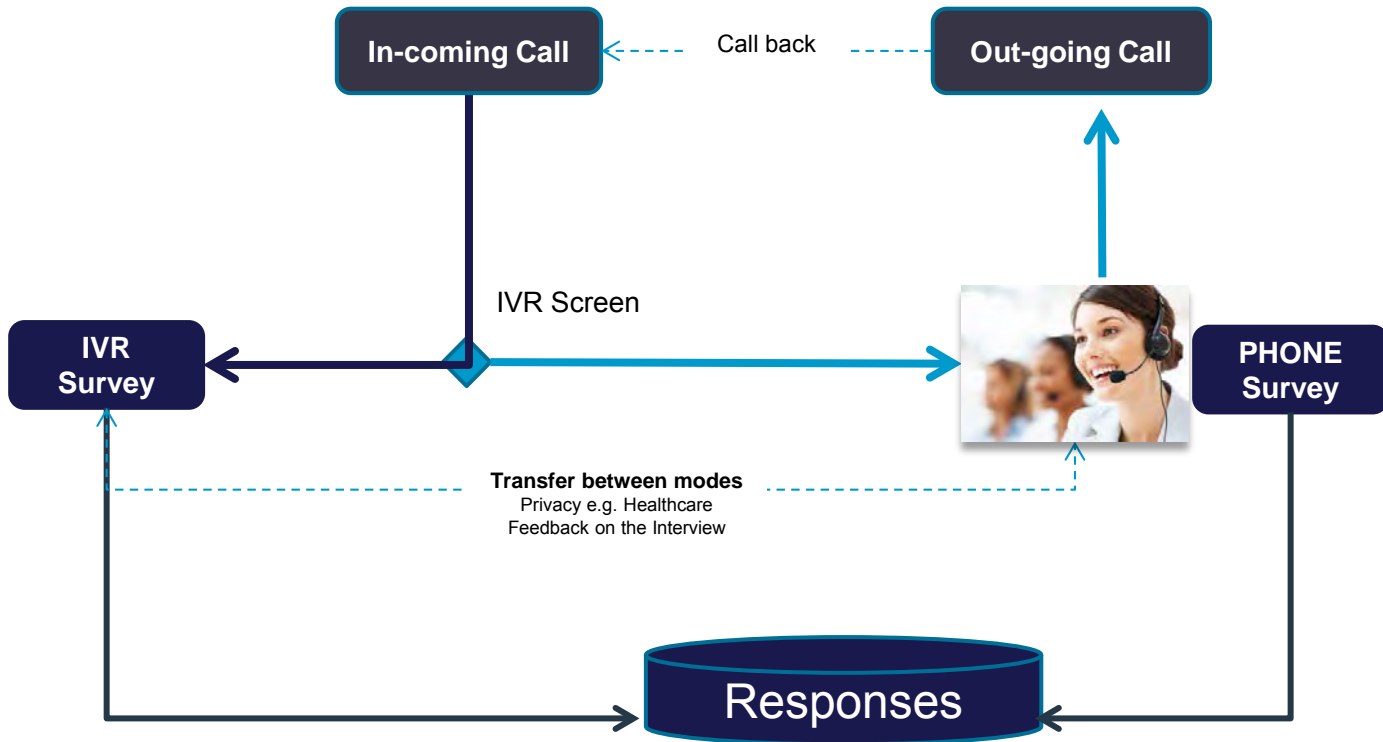 In-coming Call
Call back
Out-going Call
IVR Screen
IVR
Survey
PHONE
Survey
Transfer between modes
Privacy e.g. Healthcare
Feedback on the Interview
Responses